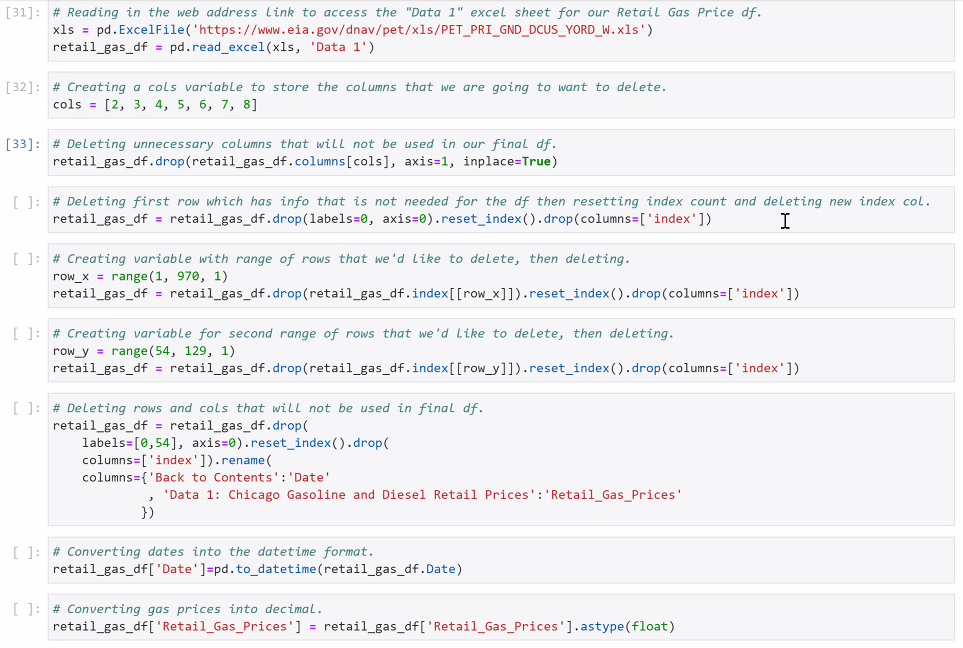 [31]: # Reading in the web address link to access the "Data 1" excel sheet for our Retail Gas Price df.
xls = pd.ExcelFile('https://www.eia.gov/dnav/pet/xls/PET_PRI_GND_DCUS_YORD_W.xls')
retail_gas_df = pd.read_excel(xls, 'Data 1')
[32]: # Creating a cols variable to store the columns that we are going to want to delete.
cols = [2, 3, 4, 5, 6, 7, 8]
[33]: # Deleting unnecessary columns that will not be used in our final df.
retail_gas_df.drop(retail_gas_df.columns[cols], axis=1, inplace=True)
[ ]: # Deleting first row which has info that is not needed for the df then resetting index count and deleting new index col.
retail_gas_df = retail_gas_df.drop(labels=0, axis=0).reset_index().drop(columns=['index'])
[ ]: # Creating variable with range of rows that we'd like to delete, then deleting.
row_x = range(1, 970, 1)
retail_gas_df = retail_gas_df.drop(retail_gas_df.index[[row_x]]).reset_index().drop(columns=['index'])
[ ]: # Creating variable for second range of rows that we'd like to delete, then deleting.
row_y = range(54, 129, 1)
retail_gas_df = retail_gas_df.drop(retail_gas_df.index[[row_y]]).reset_index().drop(columns=['index'])
[ ]: # Deleting rows and cols that will not be used in final df.
retail_gas_df = retail_gas_df.drop(
labels=[0,54], axis=0).reset_index().drop(
columns=['index']).rename(
columns={'Back to Contents':'Date'
, 'Data 1: Chicago Gasoline and Diesel Retail Prices':'Retail_Gas_Prices'
})
[ ]: # Converting dates into the datetime format.
retail_gas_df['Date']=pd.to_datetime(retail_gas_df.Date)
[ ]: # Converting gas prices into decimal.
retail_gas_df['Retail_Gas_Prices'] = retail_gas_df['Retail_Gas_Prices'].astype(float)